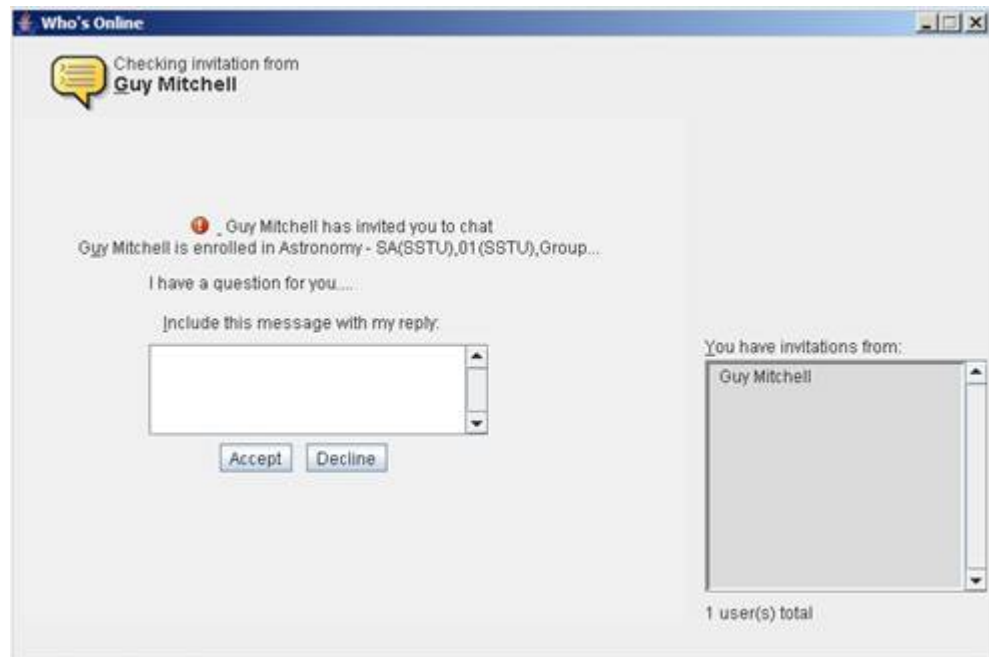 Who's Online
Checking invitation from
Guy Mitchell
Guy Mitchell has invited you to chat
Guy Mitchell is enrolled in Astronomy - SA(SSTU),01(SSTU),Group...
I have a question for you....
Include this message with my reply:
Accept Decline
You have invitations from:
Guy Mitchell
1 user(s) total